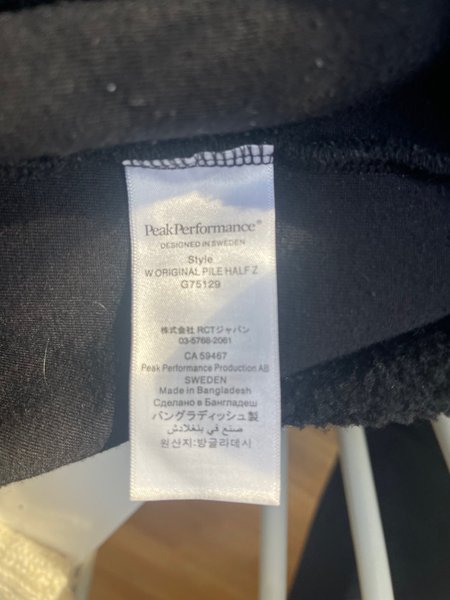 PeakPerformance®
DESIGNED IN SWEDEN
Style
W ORIGINAL PILE HALF Z
G75129
株式会社 RCTジャパン
03-5768-2061
CA 59467
Peak Performance Production AB
SWEDEN
Made in Bangladesh
Сделано в Бангладеш
バングラディッシュ製
صنع في بنغلادش
원산지:방글라데시